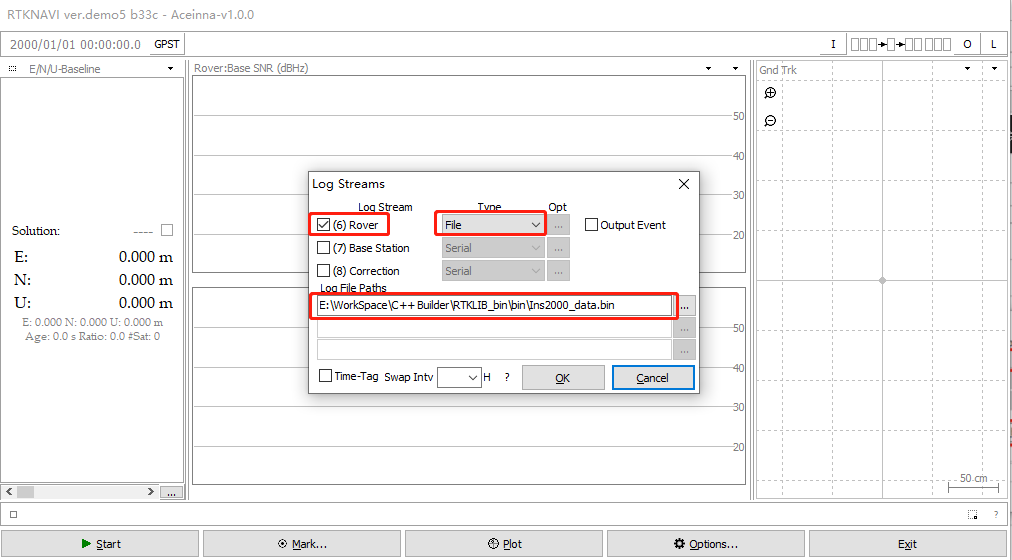 RTKNAVI ver.demo5 b33c - Aceinna-v1.0.0
2000/01/01 00:00:00.0 GPST I O L
E/N/U-Baseline
Rover:Base SNR (dBHz)
Gnd Trk
50
40
30
20
Log Streams
Log Stream Type Opt
(6) Rover File ... Output Event
(7) Base Station Serial ...
(8) Correction Serial ...
Log File Paths
E:\WorkSpace\C++ Builder\RTKLIB_bin\bin\Ins2000_data.bin ...
...
...
Time-Tag Swap Intv H ? OK Cancel
Solution: ----
E: 0.000 m
N: 0.000 m
U: 0.000 m
E: 0.000 N: 0.000 U: 0.000 m
Age: 0.0 s Ratio: 0.0 #Sat: 0
50
40
30
20
50 cm
...
?
Start Mark... Plot Options... Exit